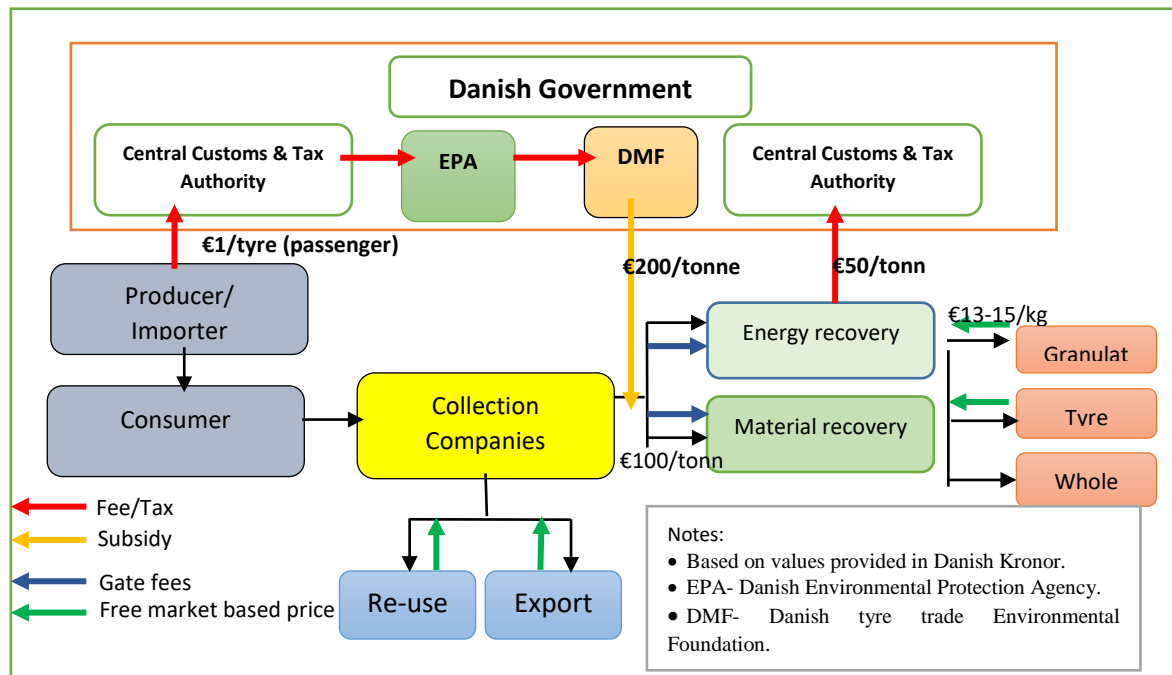 Danish Government
Central Customs & Tax
Authority
EPA
DMF
Central Customs & Tax
Authority
€1/tyre (passenger)
€200/tonne
€50/tonn
Producer/
Importer
Energy recovery
€13-15/kg
Granulat
Consumer
Collection
Companies
Material recovery
Tyre
€100/tonn
Whole
Fee/Tax
Subsidy
Gate fees
Free market based price
Re-use
Export
Notes:
• Based on values provided in Danish Kronor.
• EPA- Danish Environmental Protection Agency.
• DMF- Danish tyre trade Environmental
Foundation.